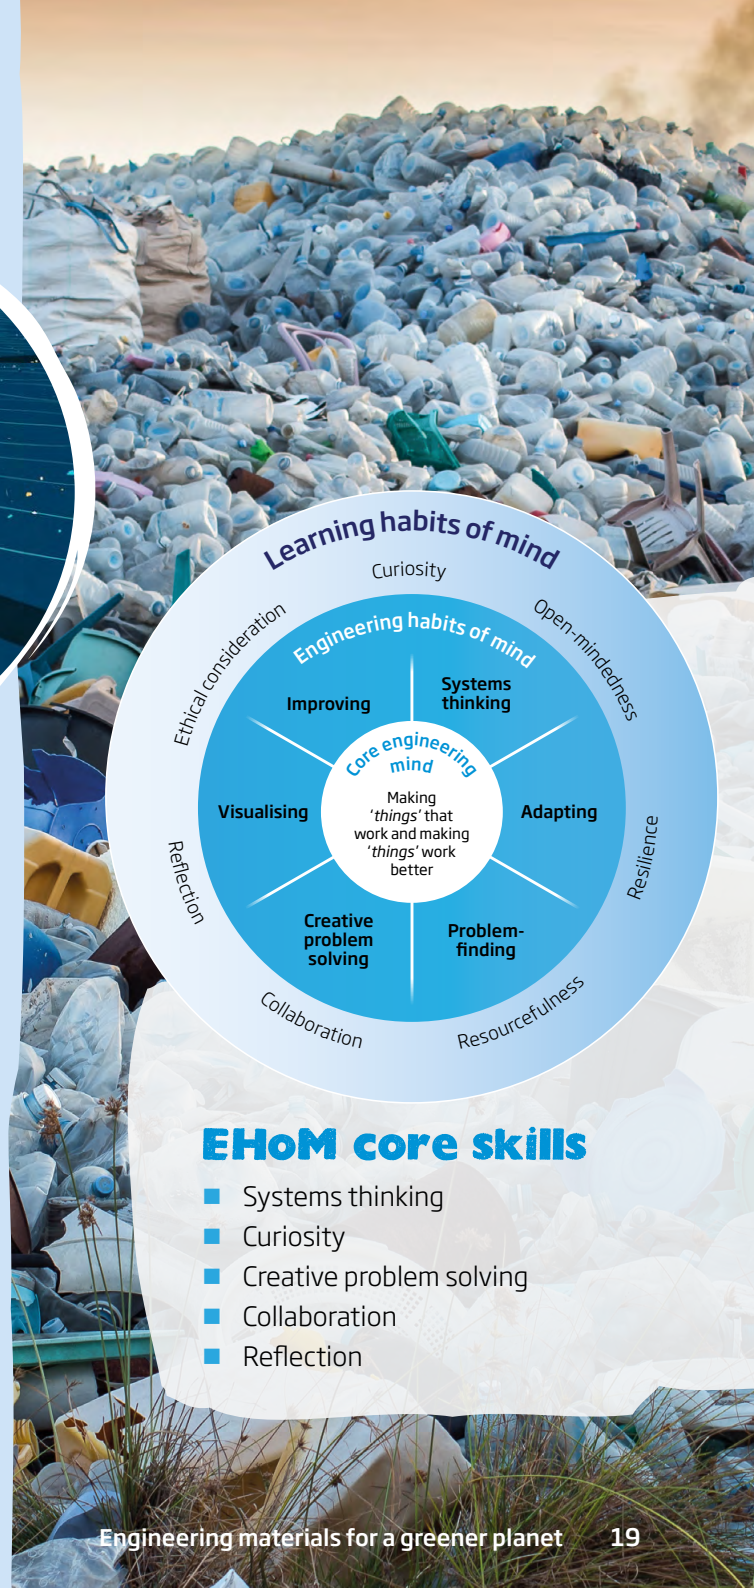 Learning habits of mind
Curiosity
Open-mindedness
Resilience
Resourcefulness
Collaboration
Reflection
Ethical consideration
Engineering habits of mind
Systems
thinking
Adapting
Problem-
finding
Creative
problem
solving
Visualising
Improving
Core engineering
mind
Making
‘things’ that
work and making
‘things’ work
better
EHoM core skills
■ Systems thinking
■ Curiosity
■ Creative problem solving
■ Collaboration
■ Reflection
Engineering materials for a greener planet 19